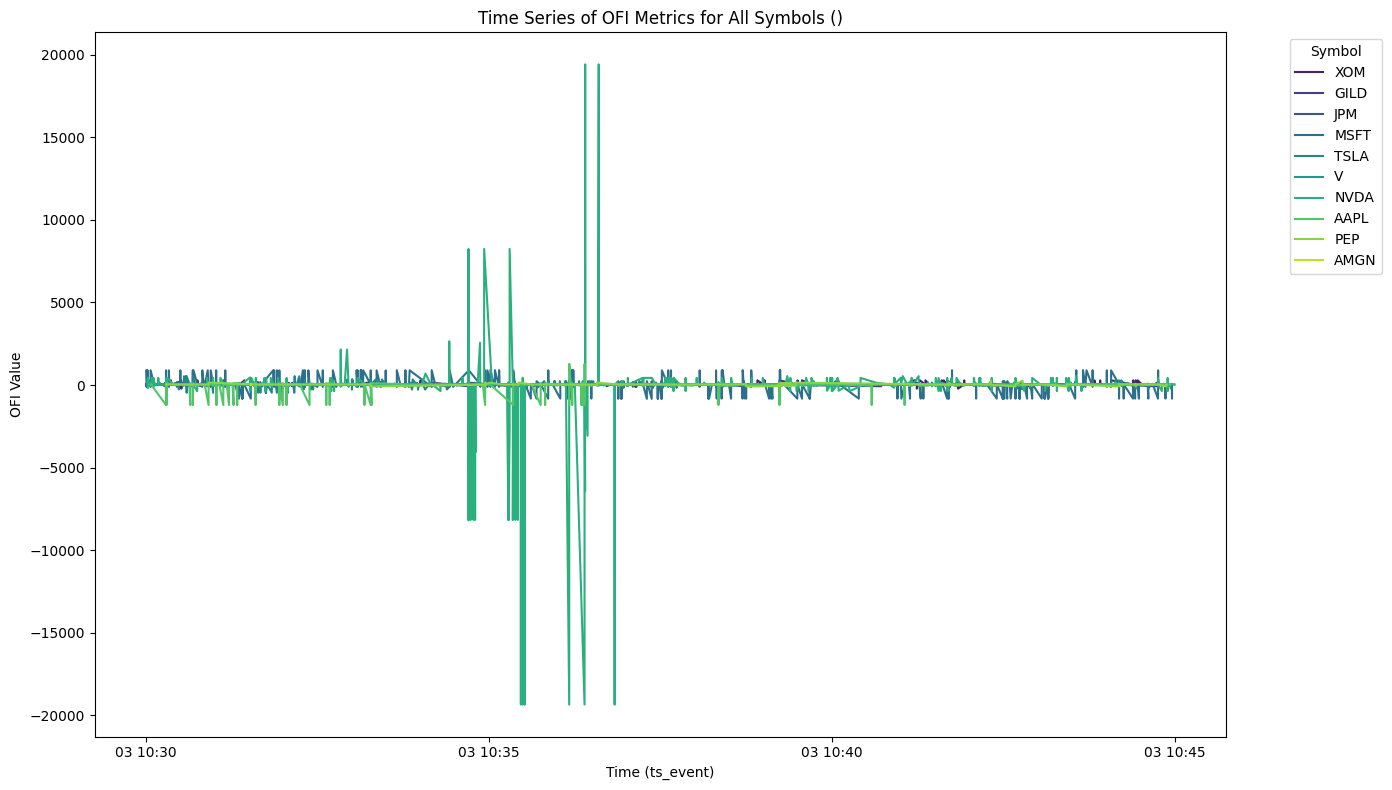 Time Series of OFI Metrics for All Symbols ()
20000
15000
10000
5000
0
−5000
−10000
−15000
−20000
OFI Value
03 10:30
03 10:35
03 10:40
03 10:45
Time (ts_event)
Symbol
XOM
GILD
JPM
MSFT
TSLA
V
NVDA
AAPL
PEP
AMGN